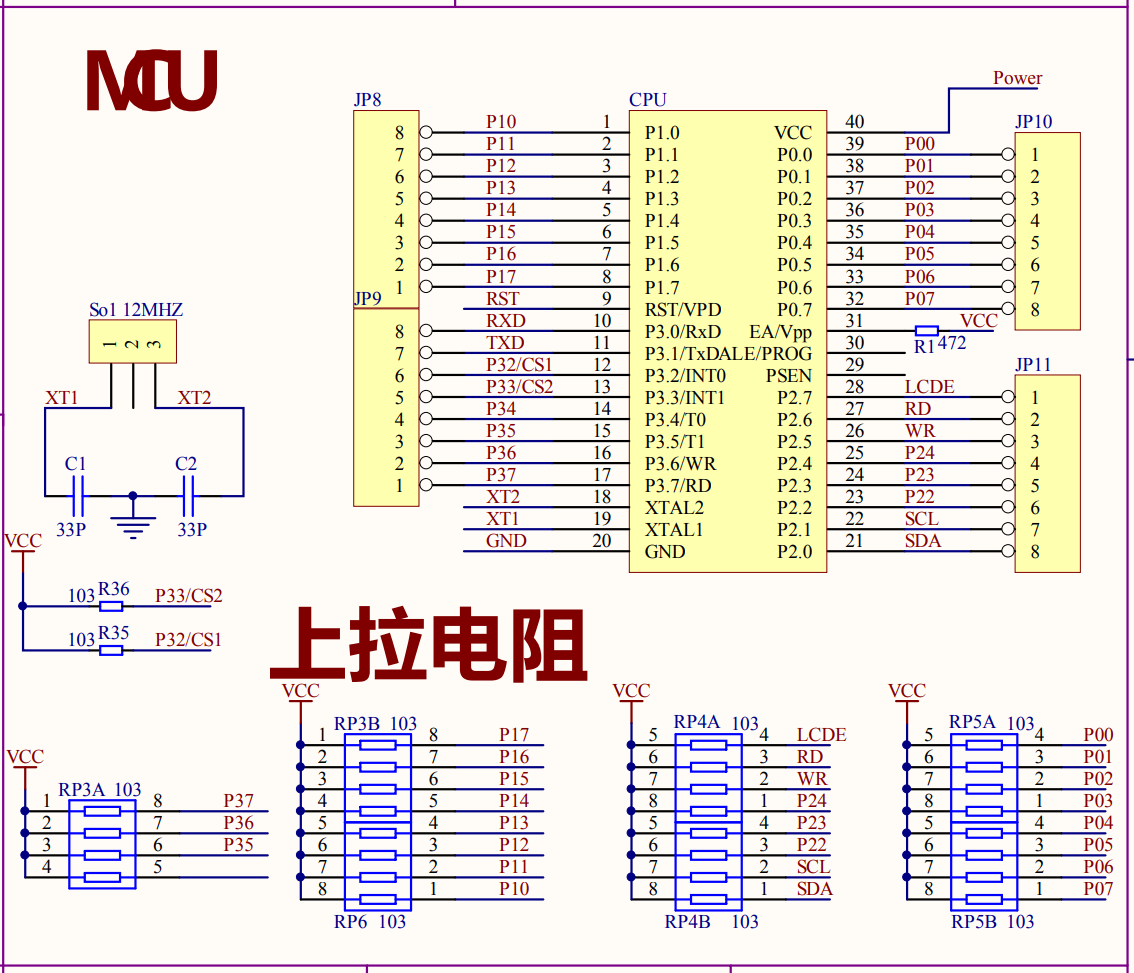 MCU
Power
JP8
CPU
JP10
8 P10 1 P1.0 VCC 40
7 P11 2 P1.1 P0.0 39 P00 1
6 P12 3 P1.2 P0.1 38 P01 2
5 P13 4 P1.3 P0.2 37 P02 3
4 P14 5 P1.4 P0.3 36 P03 4
3 P15 6 P1.5 P0.4 35 P04 5
2 P16 7 P1.6 P0.5 34 P05 6
1 P17 8 P1.7 P0.6 33 P06 7
JP9 RST 9 RST/VPD P0.7 32 P07 8
8 RXD 10 P3.0/RxD EA/Vpp 31 R1 472 VCC
7 TXD 11 P3.1/TxD ALE/PROG 30
6 P32/CS1 12 P3.2/INT0 PSEN 29
JP11
5 P33/CS2 13 P3.3/INT1 P2.7 28 LCDE 1
4 P34 14 P3.4/T0 P2.6 27 RD 2
3 P35 15 P3.5/T1 P2.5 26 WR 3
2 P36 16 P3.6/WR P2.4 25 P24 4
1 P37 17 P3.7/RD P2.3 24 P23 5
XT2 18 XTAL2 P2.2 23 P22 6
XT1 19 XTAL1 P2.1 22 SCL 7
GND 20 GND P2.0 21 SDA 8
So1 12MHZ
1 2 3
XT1 XT2
C1 C2
33P 33P
VCC
103 R36 P33/CS2
103 R35 P32/CS1
上拉电阻
VCC
RP3A 103
1 8 P37
2 7 P36
3 6 P35
4 5
VCC
RP3B 103
1 8 P17
2 7 P16
3 6 P15
4 5 P14
5 4 P13
6 3 P12
7 2 P11
8 1 P10
RP6 103
VCC
RP4A 103
5 4 LCDE
6 3 RD
7 2 WR
8 1 P24
5 4 P23
6 3 P22
7 2 SCL
8 1 SDA
RP4B 103
VCC
RP5A 103
5 4 P00
6 3 P01
7 2 P02
8 1 P03
5 4 P04
6 3 P05
7 2 P06
8 1 P07
RP5B 103